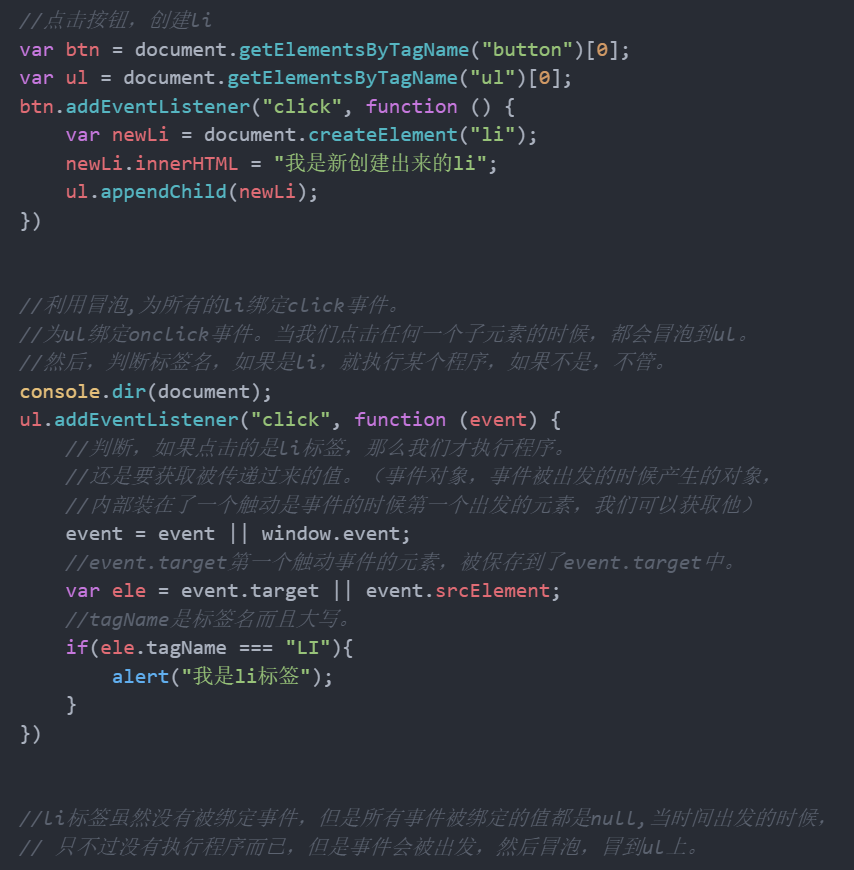 //点击按钮，创建li
var btn = document.getElementsByTagName("button")[0];
var ul = document.getElementsByTagName("ul")[0];
btn.addEventListener("click", function () {
    var newLi = document.createElement("li");
    newLi.innerHTML = "我是新创建出来的li";
    ul.appendChild(newLi);
})
//利用冒泡,为所有的li绑定click事件。
//为ul绑定onclick事件。当我们点击任何一个子元素的时候，都会冒泡到ul。
//然后，判断标签名，如果是li，就执行某个程序，如果不是，不管。
console.dir(document);
ul.addEventListener("click", function (event) {
    //判断，如果点击的是li标签，那么我们才执行程序。
    //还是要获取被传递过来的值。（事件对象，事件被出发的时候产生的对象，
    //内部装在了一个触动是事件的时候第一个出发的元素，我们可以获取他）
    event = event || window.event;
    //event.target第一个触动事件的元素，被保存到了event.target中。
    var ele = event.target || event.srcElement;
    //tagName是标签名而且大写。
    if(ele.tagName === "LI"){
        alert("我是li标签");
    }
})
//li标签虽然没有被绑定事件，但是所有事件被绑定的值都是null,当时间出发的时候，
// 只不过没有执行程序而已，但是事件会被出发，然后冒泡，冒到ul上。